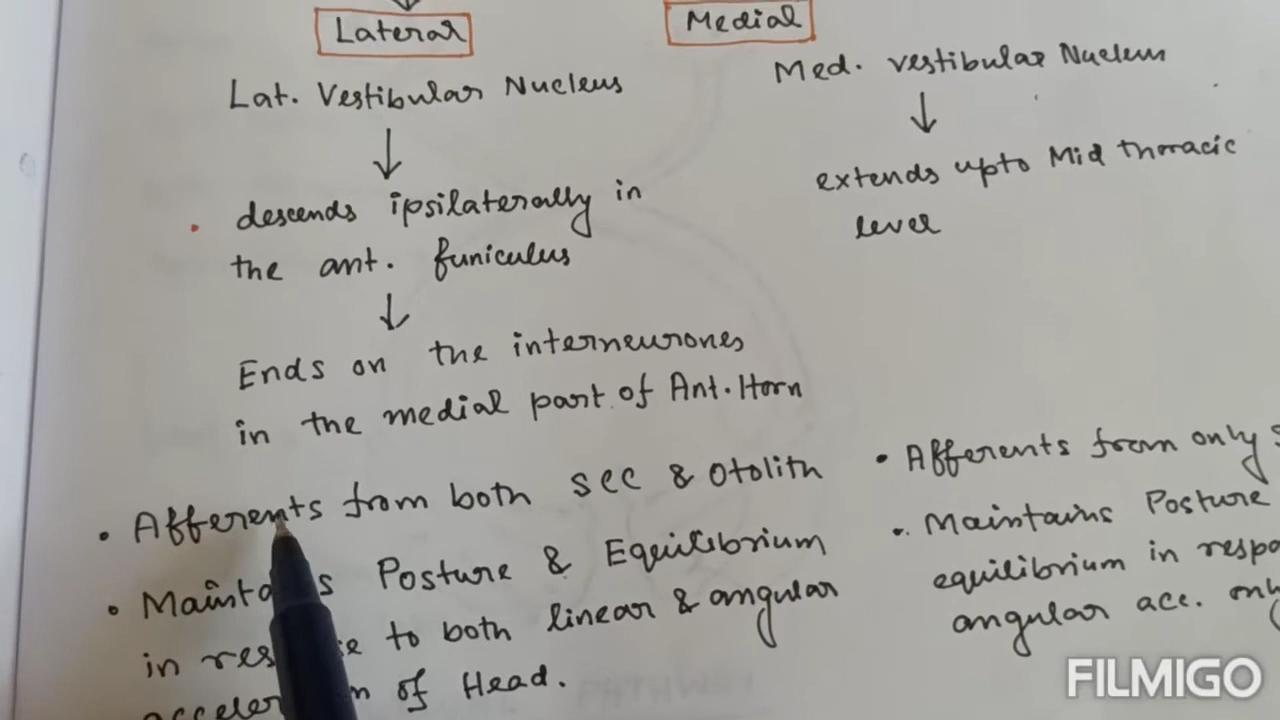 Lateral
Lat. Vestibular Nucleus
descends ipsilaterally in
the ant. funiculus
Ends on the interneurones
in the medial part of Ant. Horn
• Afferents from both SCC & Otolith
• Maintains Posture & Equilibrium
in to both linear & angular
of Head.
Medial
Med. vestibular Nucleus
extends upto Mid thoracic
level
• Afferents from only
• Maintains Posture
equilibrium in
angular acc. only
FILMIGO